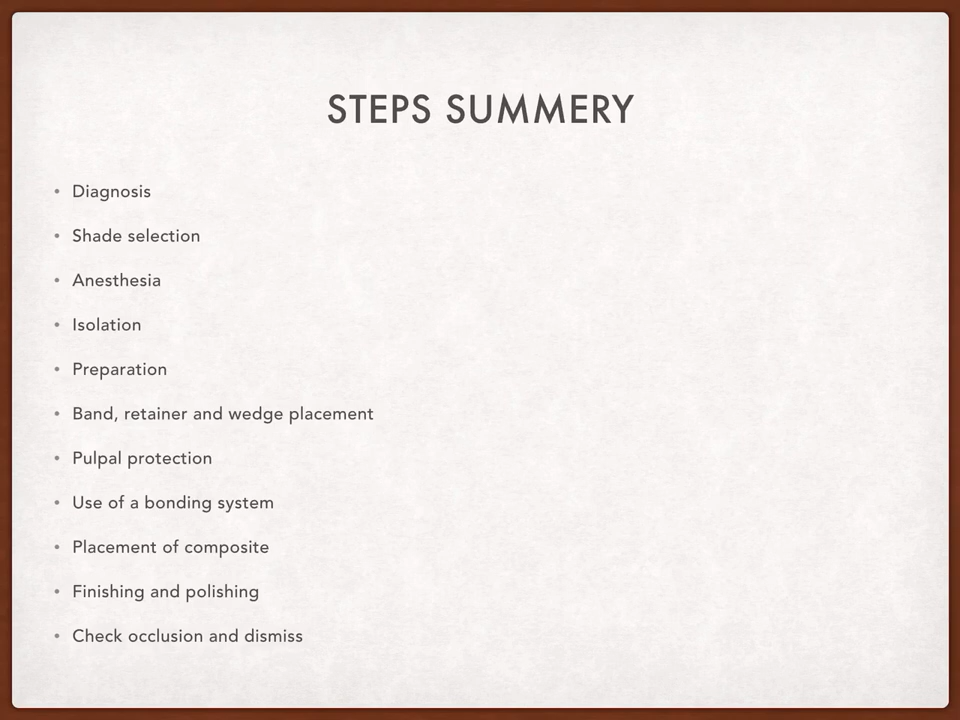 STEPS SUMMERY
• Diagnosis
• Shade selection
• Anesthesia
• Isolation
• Preparation
• Band, retainer and wedge placement
• Pulpal protection
• Use of a bonding system
• Placement of composite
• Finishing and polishing
• Check occlusion and dismiss